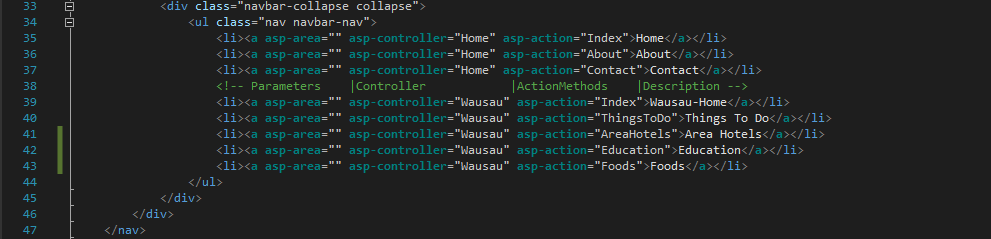 33 <div class="navbar-collapse collapse">
34 <ul class="nav navbar-nav">
35 <li><a asp-area="" asp-controller="Home" asp-action="Index">Home</a></li>
36 <li><a asp-area="" asp-controller="Home" asp-action="About">About</a></li>
37 <li><a asp-area="" asp-controller="Home" asp-action="Contact">Contact</a></li>
38 <!-- Parameters |Controller |ActionMethods |Description -->
39 <li><a asp-area="" asp-controller="Wausau" asp-action="Index">Wausau-Home</a></li>
40 <li><a asp-area="" asp-controller="Wausau" asp-action="ThingsToDo">Things To Do</a></li>
41 <li><a asp-area="" asp-controller="Wausau" asp-action="AreaHotels">Area Hotels</a></li>
42 <li><a asp-area="" asp-controller="Wausau" asp-action="Education">Education</a></li>
43 <li><a asp-area="" asp-controller="Wausau" asp-action="Foods">Foods</a></li>
44 </ul>
45 </div>
46 </div>
47 </nav>